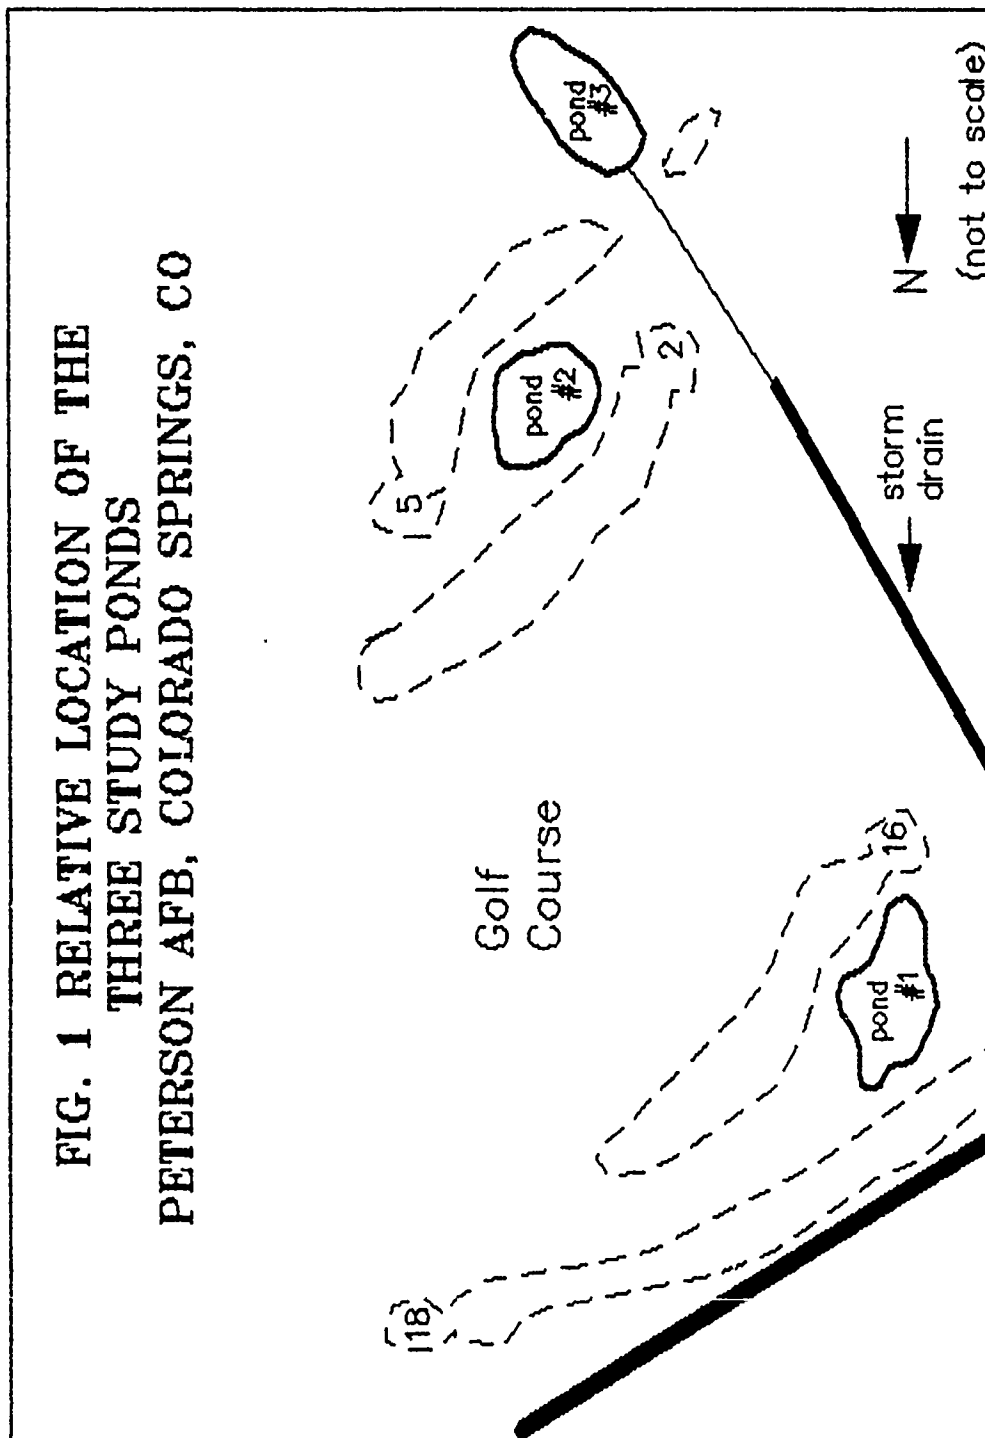 FIG. 1 RELATIVE LOCATION OF THE
THREE STUDY PONDS
PETERSON AFB, COLORADO SPRINGS, CO
18
5
pond
#2
2
pond
#3
Golf
Course
16
pond
#1
storm
drain
N
(not to scale)